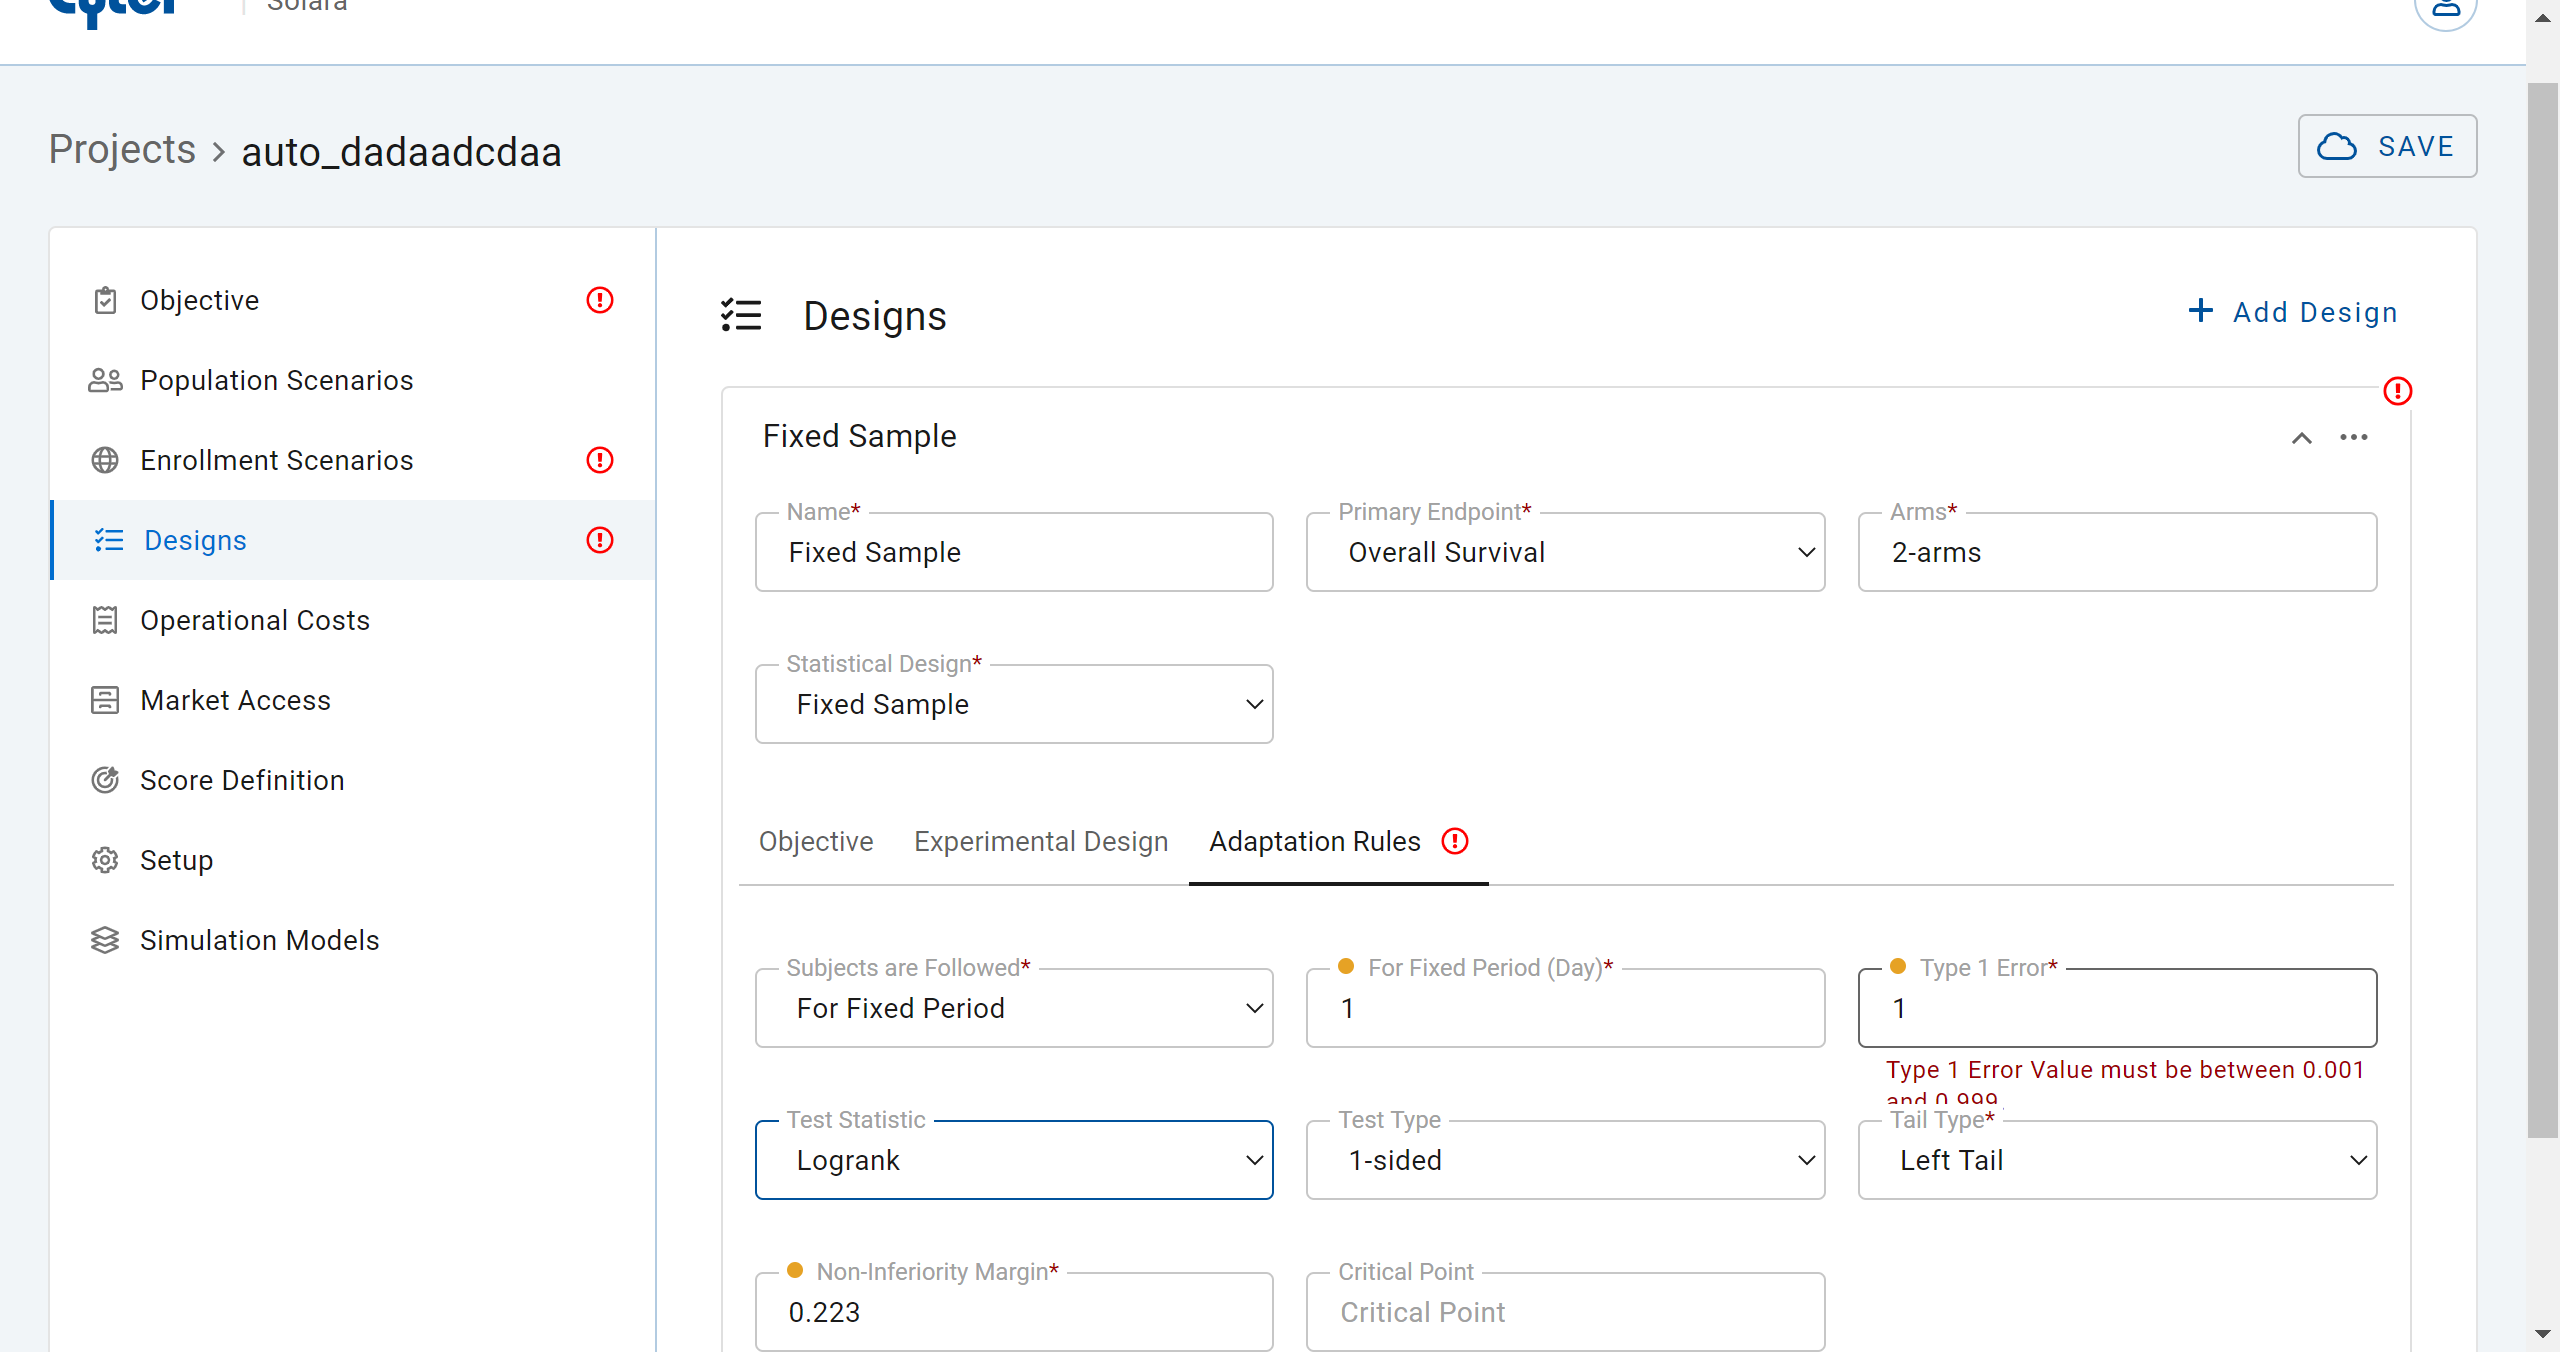 Solara
Projects > auto_dadaadcdaa
SAVE
Objective
Population Scenarios
Enrollment Scenarios
Designs
Operational Costs
Market Access
Score Definition
Setup
Simulation Models
Designs
+ Add Design
Fixed Sample
Name*
Fixed Sample
Primary Endpoint*
Overall Survival
Arms*
2-arms
Statistical Design*
Fixed Sample
Objective
Experimental Design
Adaptation Rules
Subjects are Followed*
For Fixed Period
For Fixed Period (Day)*
1
Type 1 Error*
1
Type 1 Error Value must be between 0.001
and 0.999
Test Statistic
Logrank
Test Type
1-sided
Tail Type*
Left Tail
Non-Inferiority Margin*
0.223
Critical Point
Critical Point